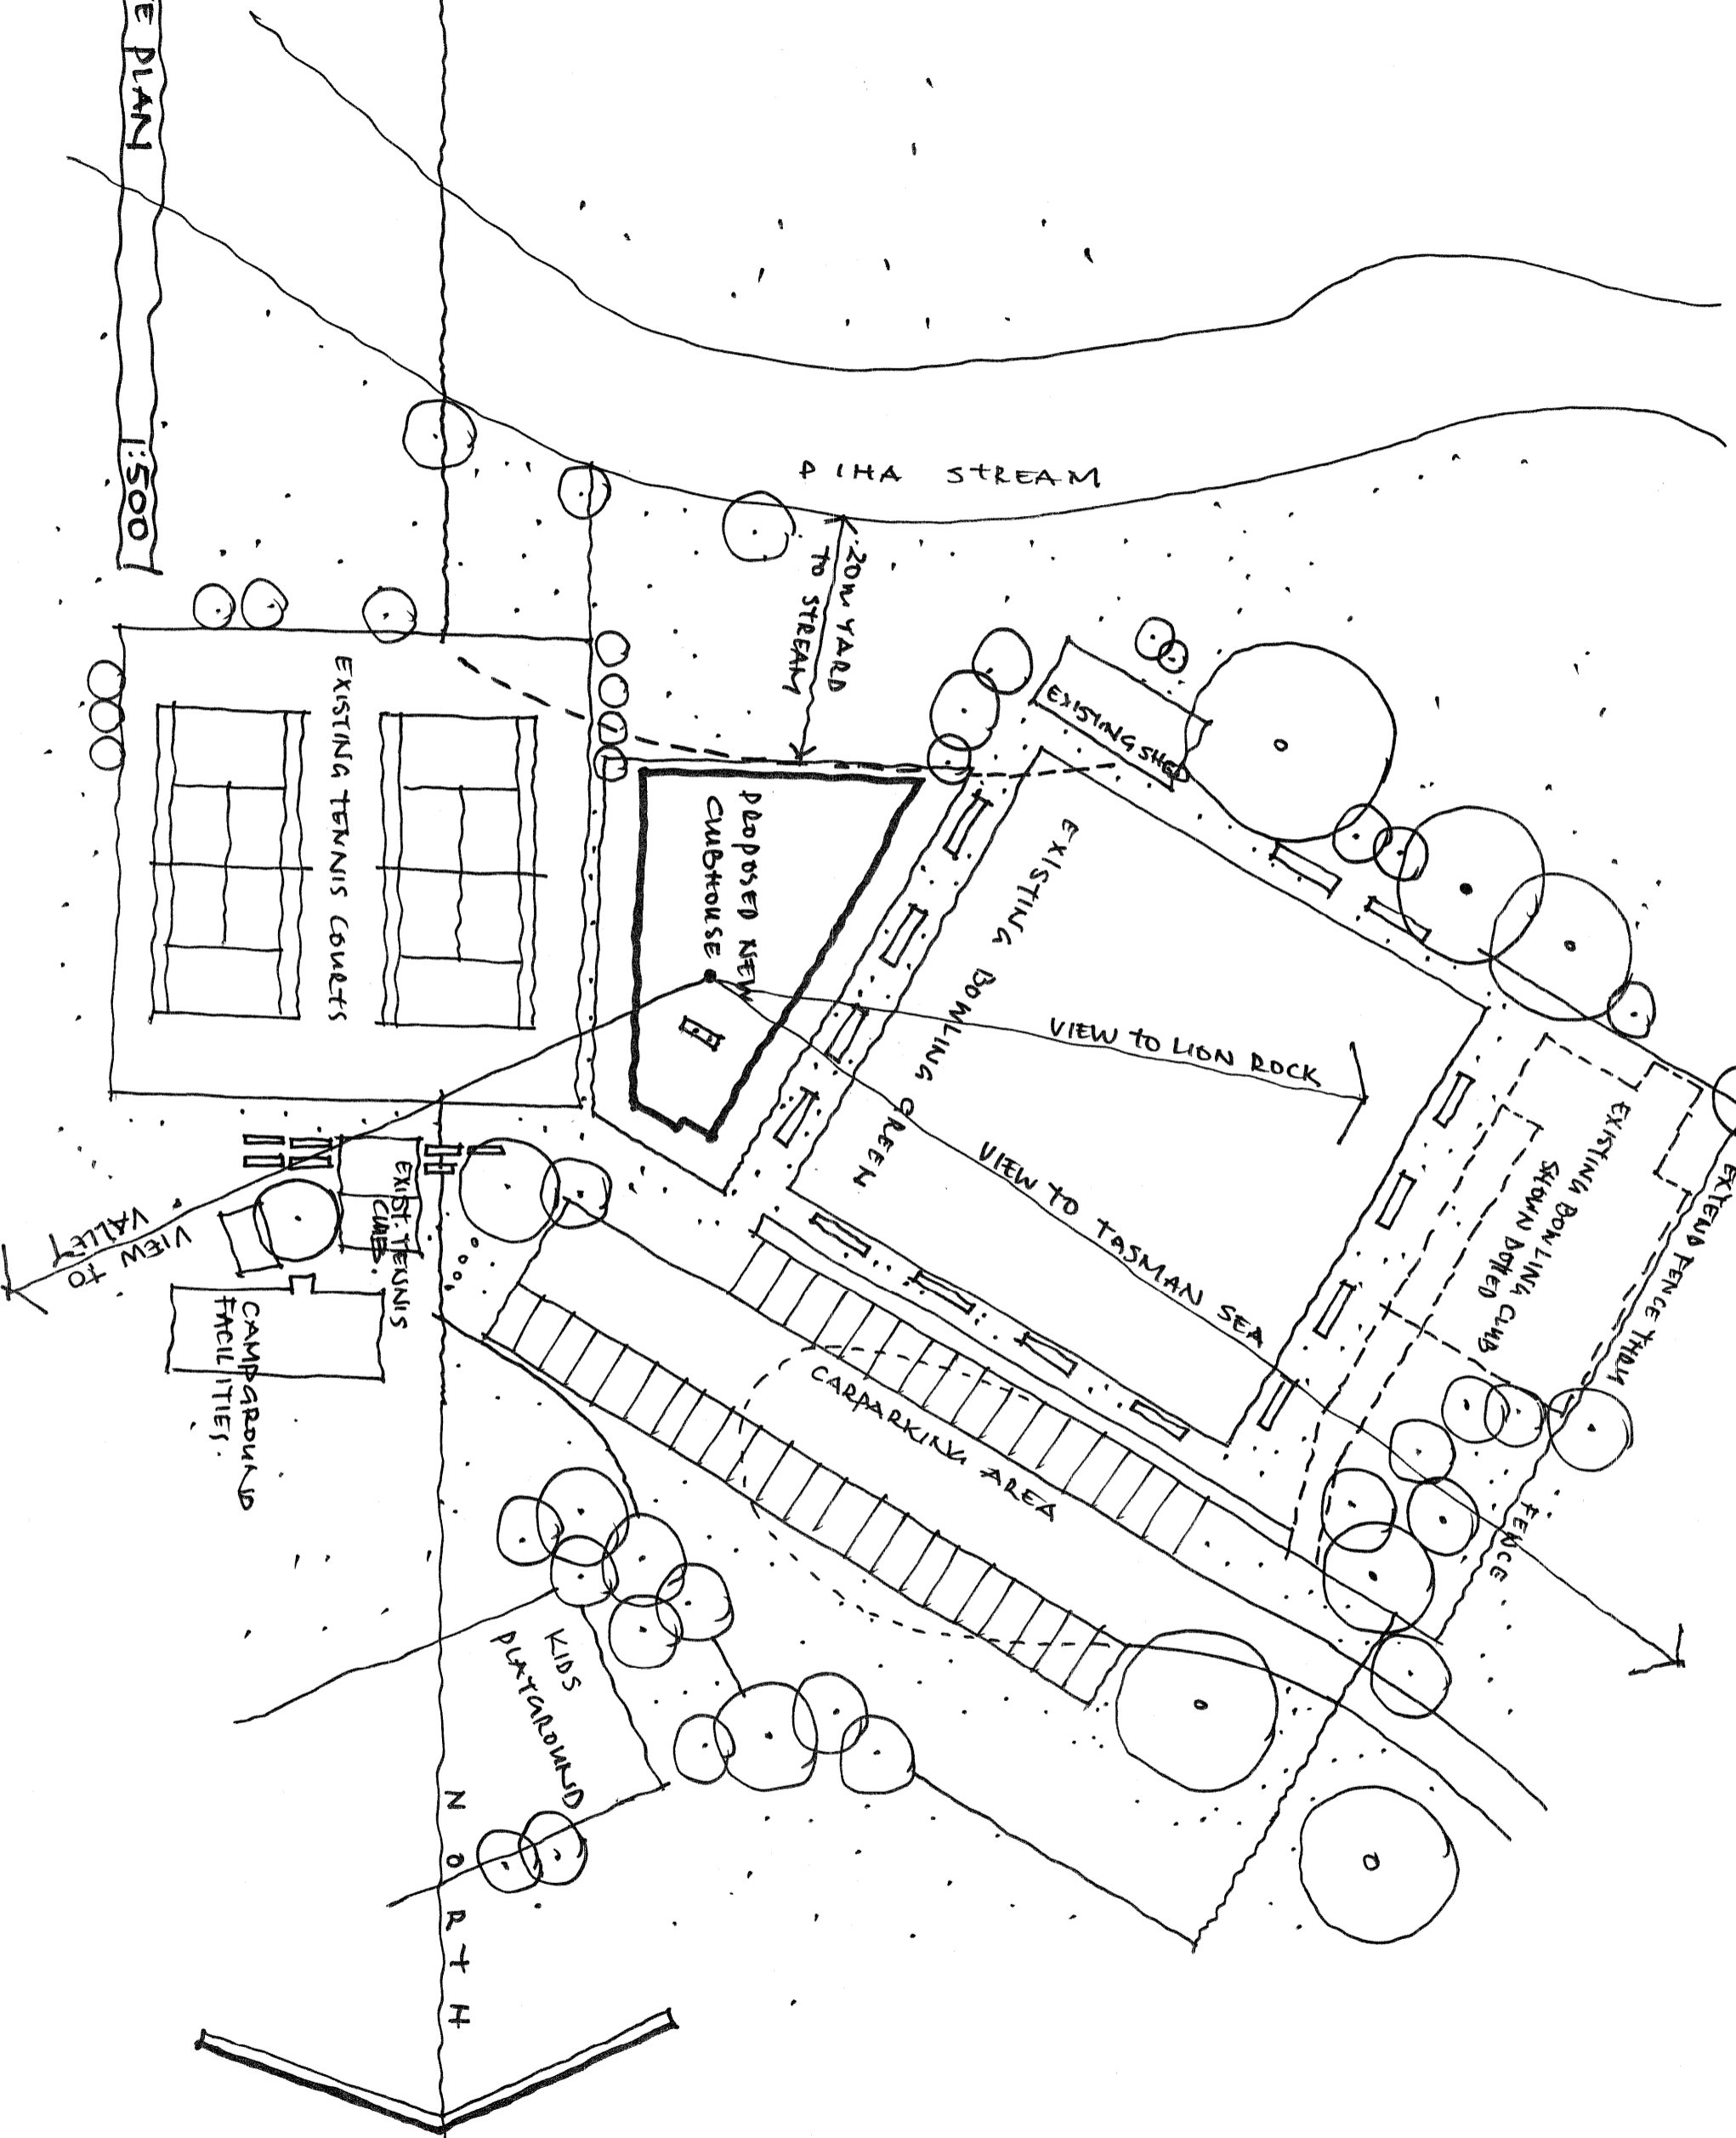 E PLAN
1:500
PIHA STREAM
20m YARD
TO STREAM
EXISTING SHED
EXISTING TENNIS COURTS
PROPOSED NEW
CLUBHOUSE
EXISTING BOWLING GREEN
VIEW TO LION ROCK
VIEW TO TASMAN SEA
EXISTING BOWLING CLUB
SHOWN DOTTED
EXTEND FENCE THRU
FENCE
EXIST. TENNIS
CLUB.
VIEW TO
VALLEY
CAMPGROUND
FACILITIES.
CARPARKING AREA
KIDS
PLAYGROUND
NORTH